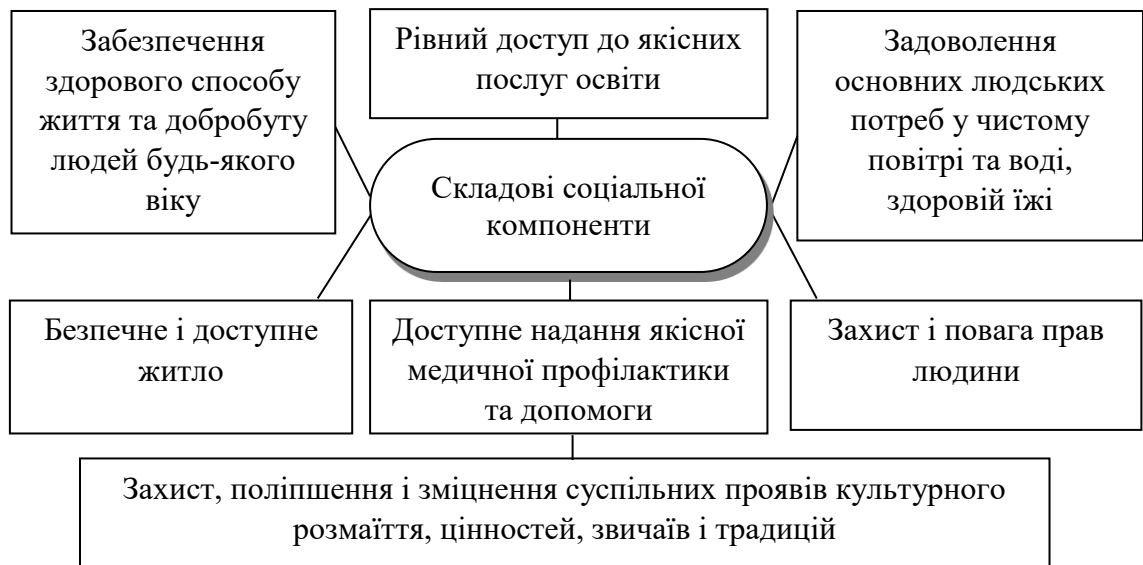 Забезпечення
здорового способу
життя та добробуту
людей будь-якого
віку
Рівний доступ до якісних
послуг освіти
Задоволення
основних людських
потреб у чистому
повітрі та воді,
здоровій їжі
Складові соціальної
компоненти
Безпечне і доступне
житло
Доступне надання якісної
медичної профілактики
та допомоги
Захист і повага прав
людини
Захист, поліпшення і зміцнення суспільних проявів культурного
розмаїття, цінностей, звичаїв і традицій